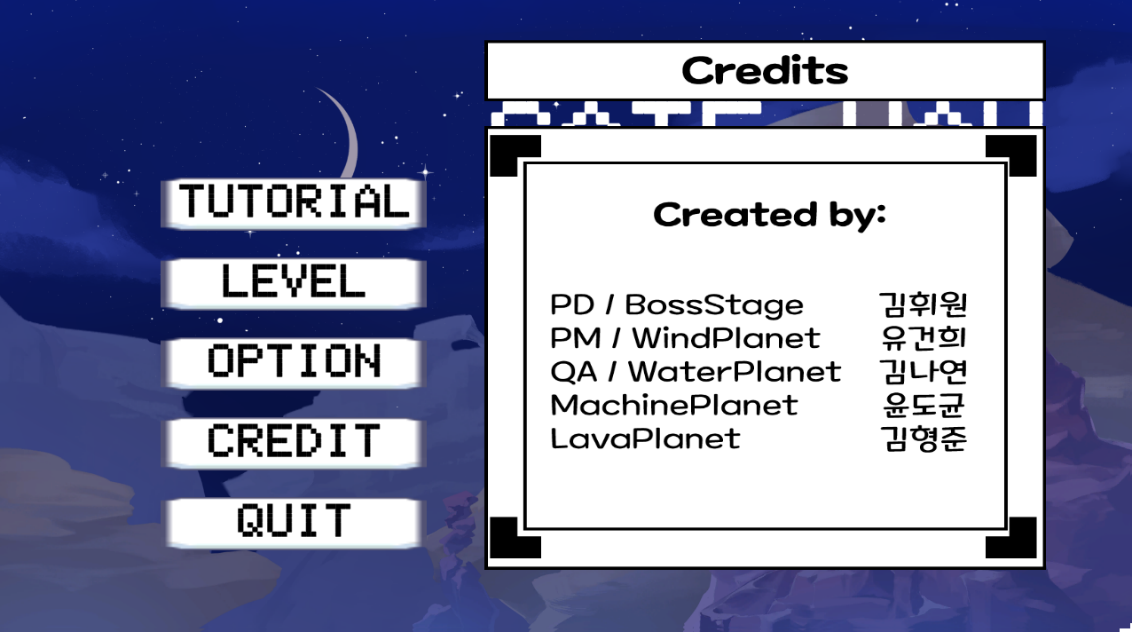 Credits
TUTORIAL
LEVEL
OPTION
CREDIT
QUIT
Created by:
PD / BossStage 김휘원
PM / WindPlanet 유건희
QA / WaterPlanet 김나연
MachinePlanet 윤도균
LavaPlanet 김형준